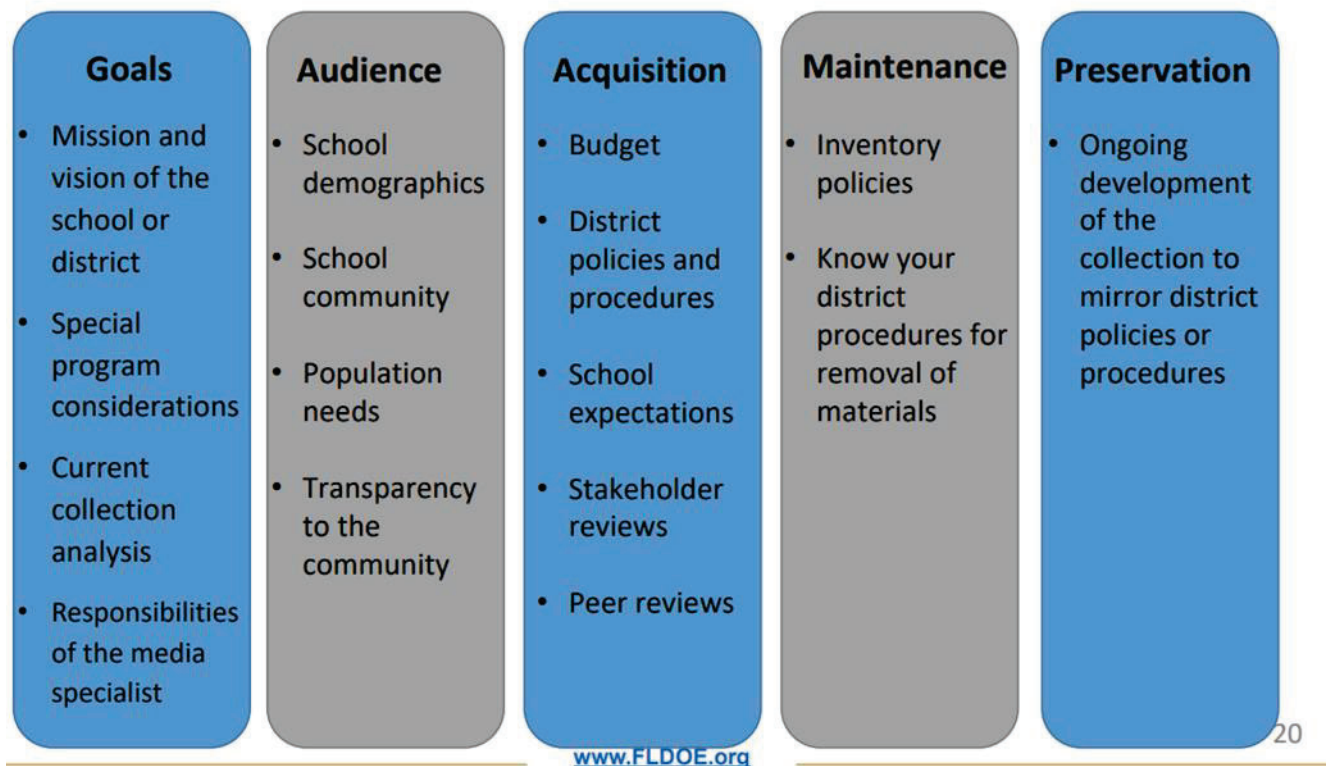 Goals
• Mission and
vision of the
school or
district
• Special
program
considerations
• Current
collection
analysis
• Responsibilities
of the media
specialist
Audience
• School
demographics
• School
community
• Population
needs
• Transparency
to the
community
Acquisition
• Budget
• District
policies and
procedures
• School
expectations
• Stakeholder
reviews
• Peer reviews
Maintenance
• Inventory
policies
• Know your
district
procedures for
removal of
materials
Preservation
• Ongoing
development
of the
collection to
mirror district
policies or
procedures
20
www.FLDOE.org